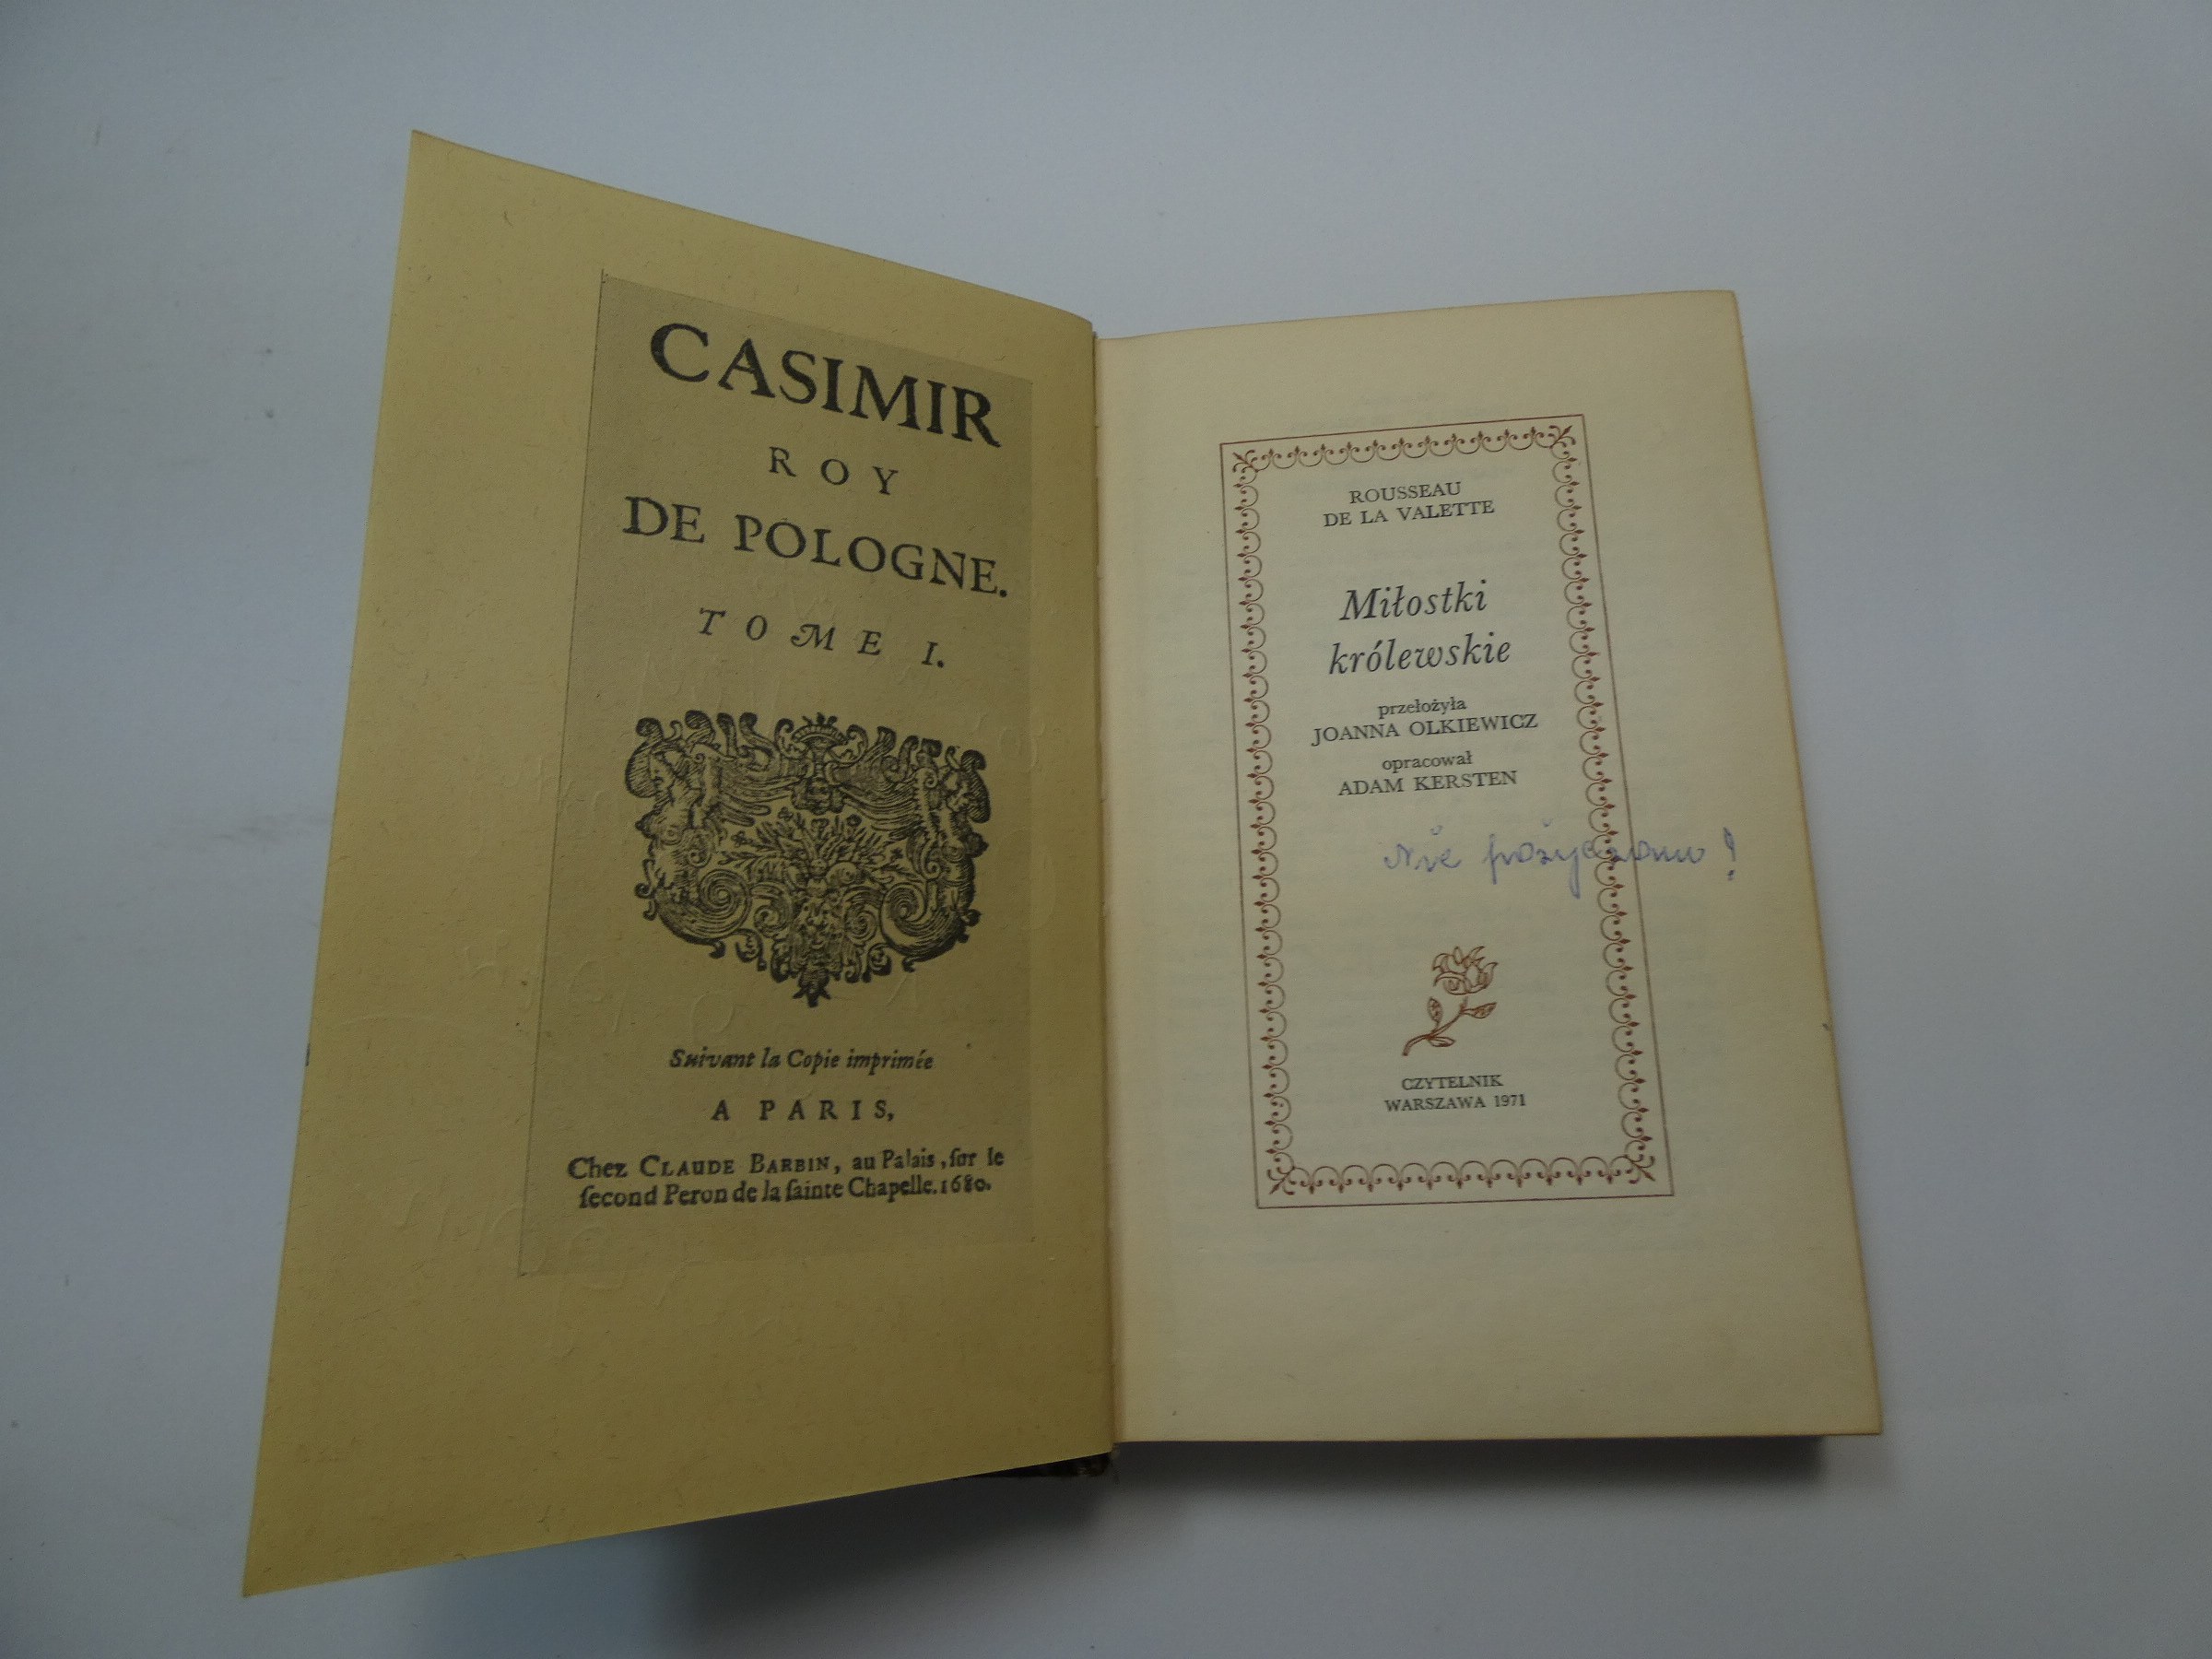 CASIMIR
ROY
DE POLOGNE.
TOME I.
Suivant la Copie imprimée
A PARIS,
Chez CLAUDE BARBIN, au Palais, ſur le
ſecond Peron de la ſainte Chapelle. 1680.
ROUSSEAU
DE LA VALETTE
Miłostki
królewskie
przełożyła
JOANNA OLKIEWICZ
opracował
ADAM KERSTEN
Nie pożyczono!
CZYTELNIK
WARSZAWA 1971